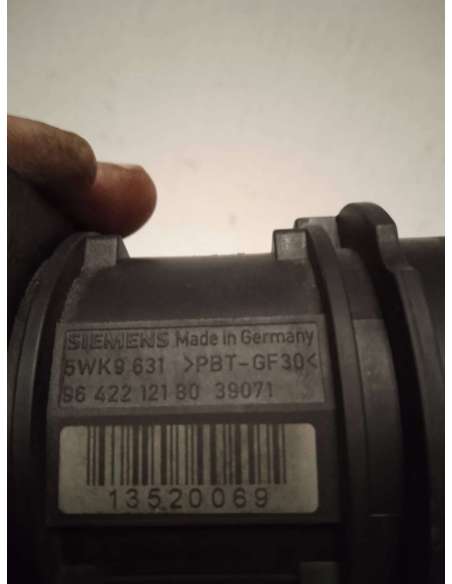 SIEMENS Made in Germany
5WK9 631 >PBT-GF30<
96 422 121 80 39071
13520069